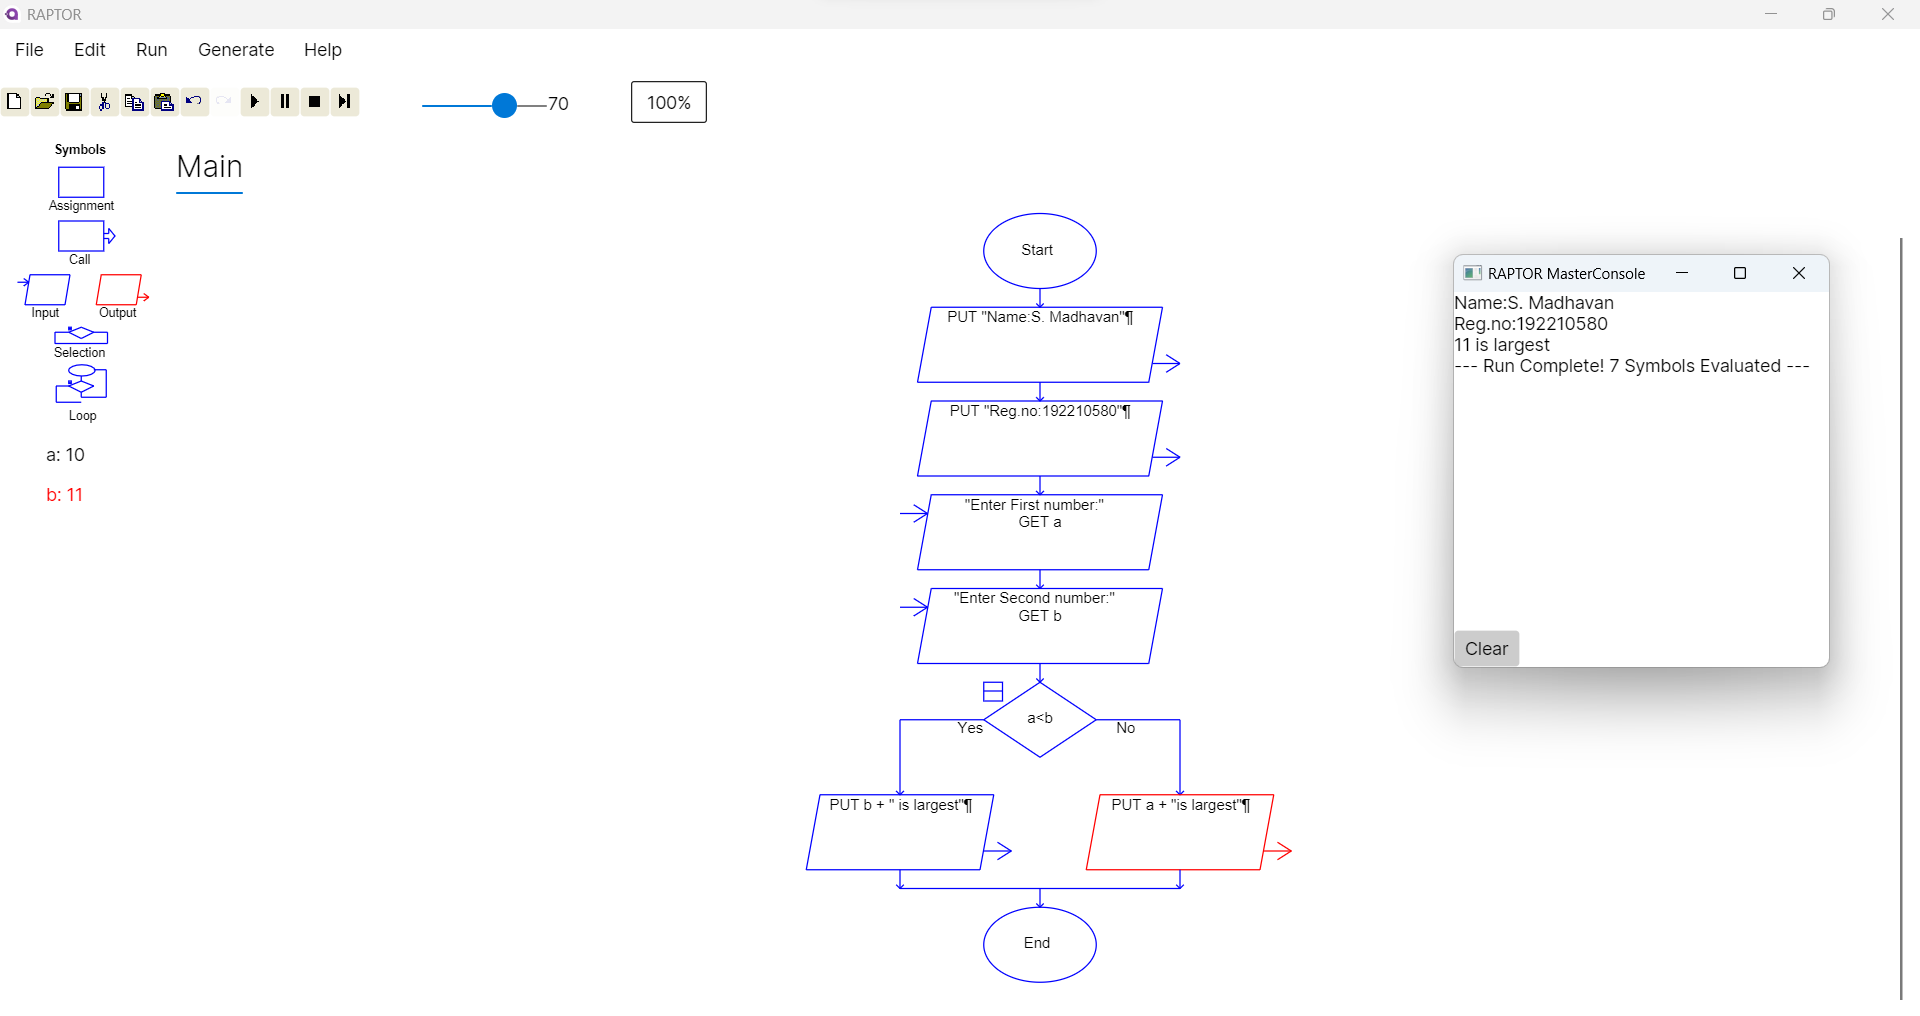 RAPTOR
File Edit Run Generate Help
70
100%
Symbols
Assignment
Call
Input Output
Selection
Loop
a: 10
b: 11
Main
Start
PUT "Name:S. Madhavan"¶
PUT "Reg.no:192210580"¶
"Enter First number:"
GET a
"Enter Second number:"
GET b
a<b
Yes
No
PUT b + " is largest"¶
PUT a + "is largest"¶
End
RAPTOR MasterConsole
Name:S. Madhavan
Reg.no:192210580
11 is largest
--- Run Complete! 7 Symbols Evaluated ---
Clear